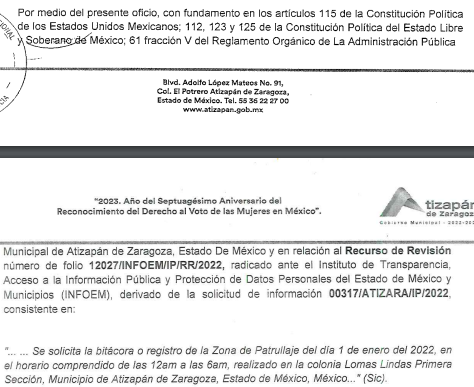 Por medio del presente oficio, con fundamento en los artículos 115 de la Constitución Política
de los Estados Unidos Mexicanos; 112, 123 y 125 de la Constitución Política del Estado Libre
y Soberano de México; 61 fracción V del Reglamento Orgánico de La Administración Pública
Blvd. Adolfo López Mateos No. 91,
Col. El Potrero Atizapán de Zaragoza,
Estado de México. Tel. 55 36 22 27 00
www.atizapan.gob.mx
"2023. Año del Septuagésimo Aniversario del
Reconocimiento del Derecho al Voto de las Mujeres en México".
tizapán
de Zaragoz
Gobierno Municipal · 2022-202
Municipal de Atizapán de Zaragoza, Estado De México y en relación al Recurso de Revisión
número de folio 12027/INFOEM/IP/RR/2022, radicado ante el Instituto de Transparencia,
Acceso a la Información Pública y Protección de Datos Personales del Estado de México y
Municipios (INFOEM), derivado de la solicitud de información 00317/ATIZARA/IP/2022,
consistente en:
"... ... Se solicita la bitácora o registro de la Zona de Patrullaje del día 1 de enero del 2022, en
el horario comprendido de las 12am a las 6am, realizado en la colonia Lomas Lindas Primera
Sección, Municipio de Atizapán de Zaragoza, Estado de México, México..." (Sic).